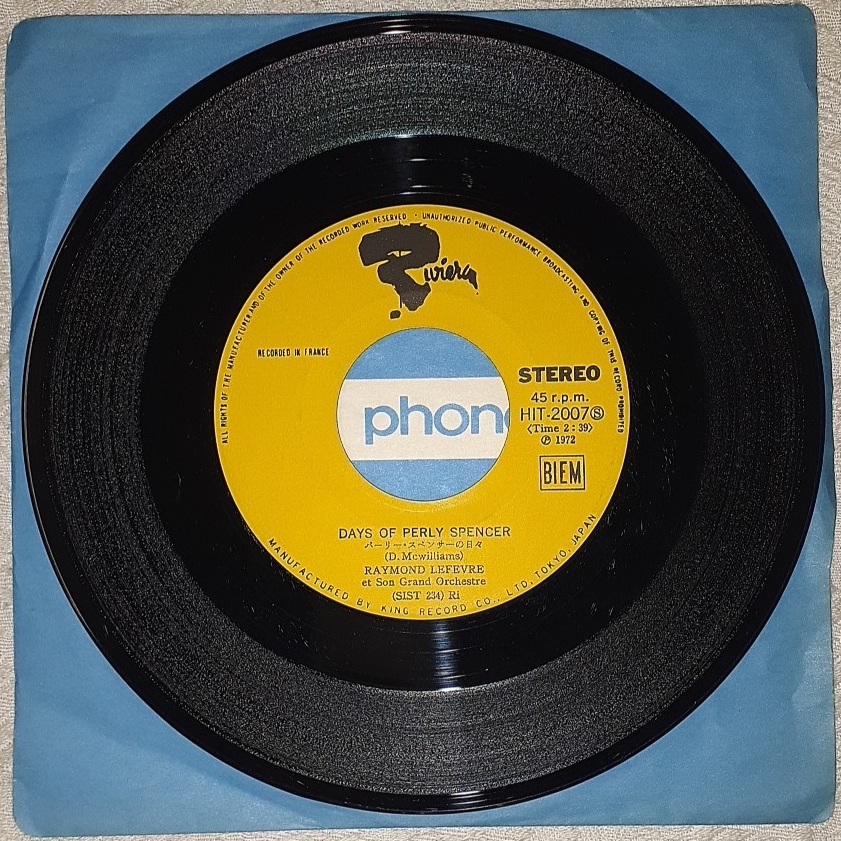 ALL RIGHTS OF THE MANUFACTURER AND OF THE OWNER OF THE RECORDED WORK RESERVED · UNAUTHORIZED PUBLIC PERFORMANCE BROADCASTING AND COPYING OF THIS RECORD PROHIBITED
Riviera
RECORDED IN FRANCE
STEREO
45 r.p.m.
HIT-2007Ⓢ
〈Time 2:39〉
Ⓟ 1972
BIEM
phon
DAYS OF PERLY SPENCER
パーリー・スペンサーの日々
(D. Mcwilliams)
RAYMOND LEFEVRE
et Son Grand Orchestre
(SIST 234) Ri
MANUFACTURED BY KING RECORD CO., LTD. TOKYO, JAPAN